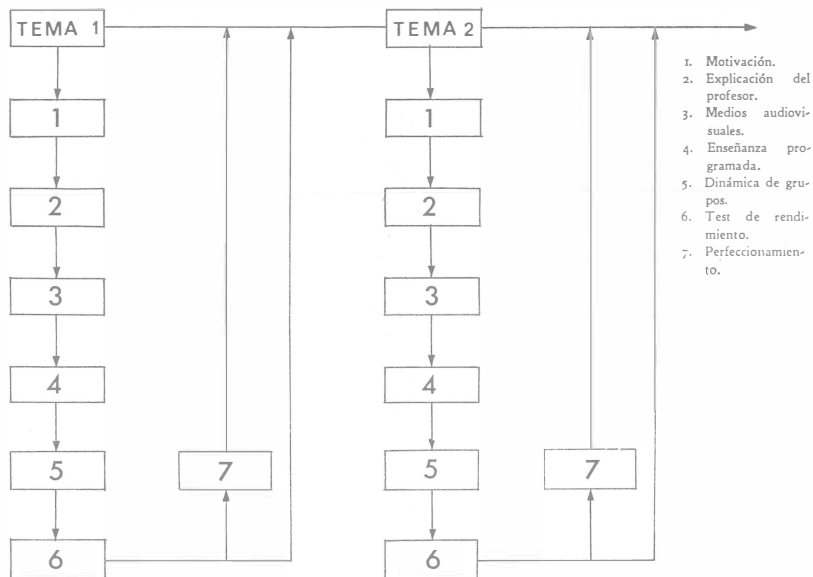 TEMA 1
1
2
3
4
5
6
7
TEMA 2
1
2
3
4
5
6
7
1. Motivación.
2. Explicación del
profesor.
3. Medios audiovi-
suales.
4. Enseñanza pro-
gramada.
5. Dinámica de gru-
pos.
6. Test de rendi-
miento.
7. Perfeccionamien-
to.